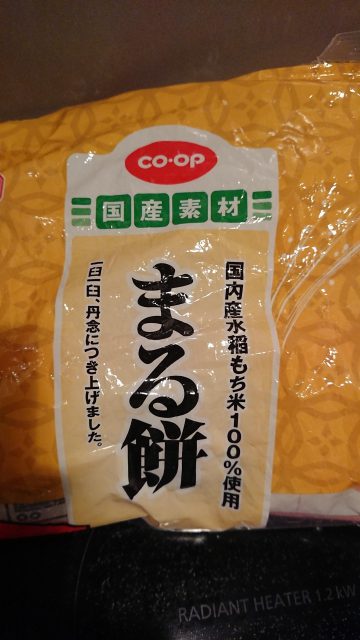 CO·OP
国産素材
国内産水稲もち米100%使用
まる餅
一臼一臼、丹念につき上げました。
RADIANT HEATER 1.2 kW